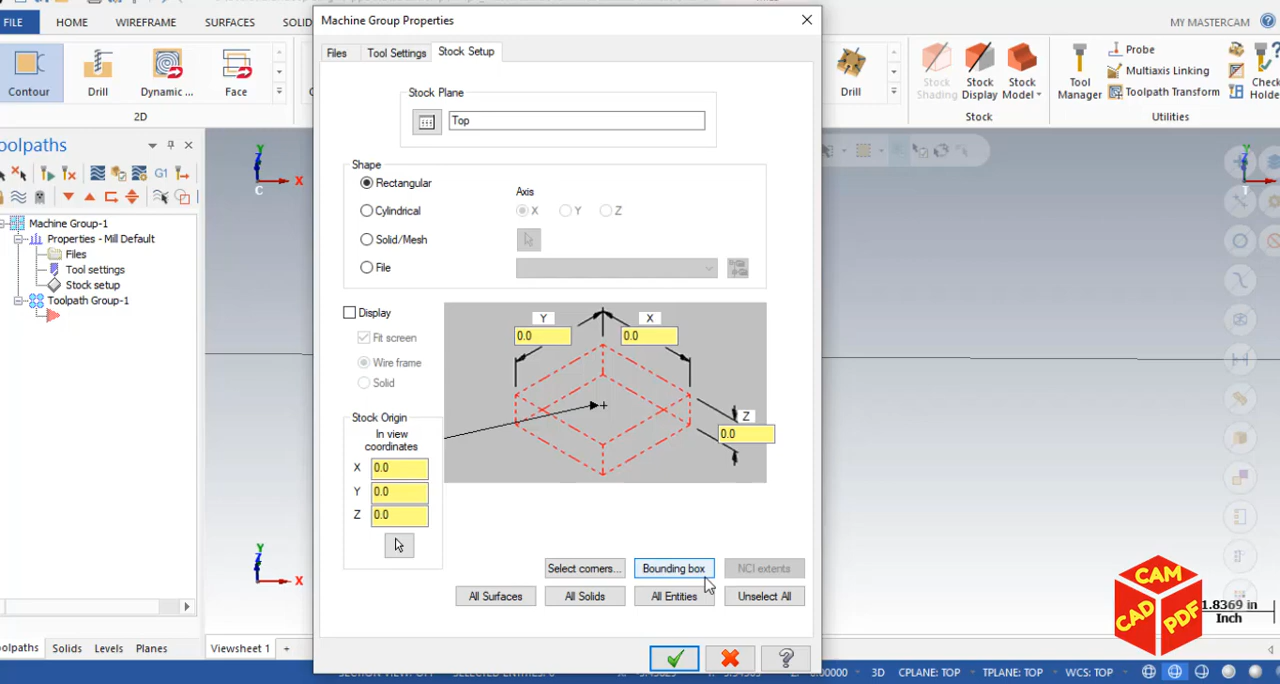 Machine Group Properties
FILE HOME WIREFRAME SURFACES SOLID
MY MASTERCAM
Contour Drill Dynamic ... Face
2D
Drill
Stock Shading
Stock Display
Stock Model
Stock
Tool Manager
Probe
Multiaxis Linking
Toolpath Transform
Check Holde
Utilities
oolpaths
G1
Machine Group-1
Properties - Mill Default
Files
Tool settings
Stock setup
Toolpath Group-1
Files Tool Settings Stock Setup
Stock Plane
Top
Shape
Rectangular
Cylindrical
Solid/Mesh
File
Axis
X Y Z
Display
Fit screen
Wire frame
Solid
Y
0.0
X
0.0
Z
0.0
Stock Origin
In view
coordinates
X 0.0
Y 0.0
Z 0.0
Select corners... Bounding box NCI extents
All Surfaces All Solids All Entities Unselect All
Y
X
C
Y
X
T
Y
X
CAM
CAD
PDF
1.8369 in
Inch
oolpaths Solids Levels Planes
Viewsheet 1 +
3D CPLANE: TOP TPLANE: TOP WCS: TOP